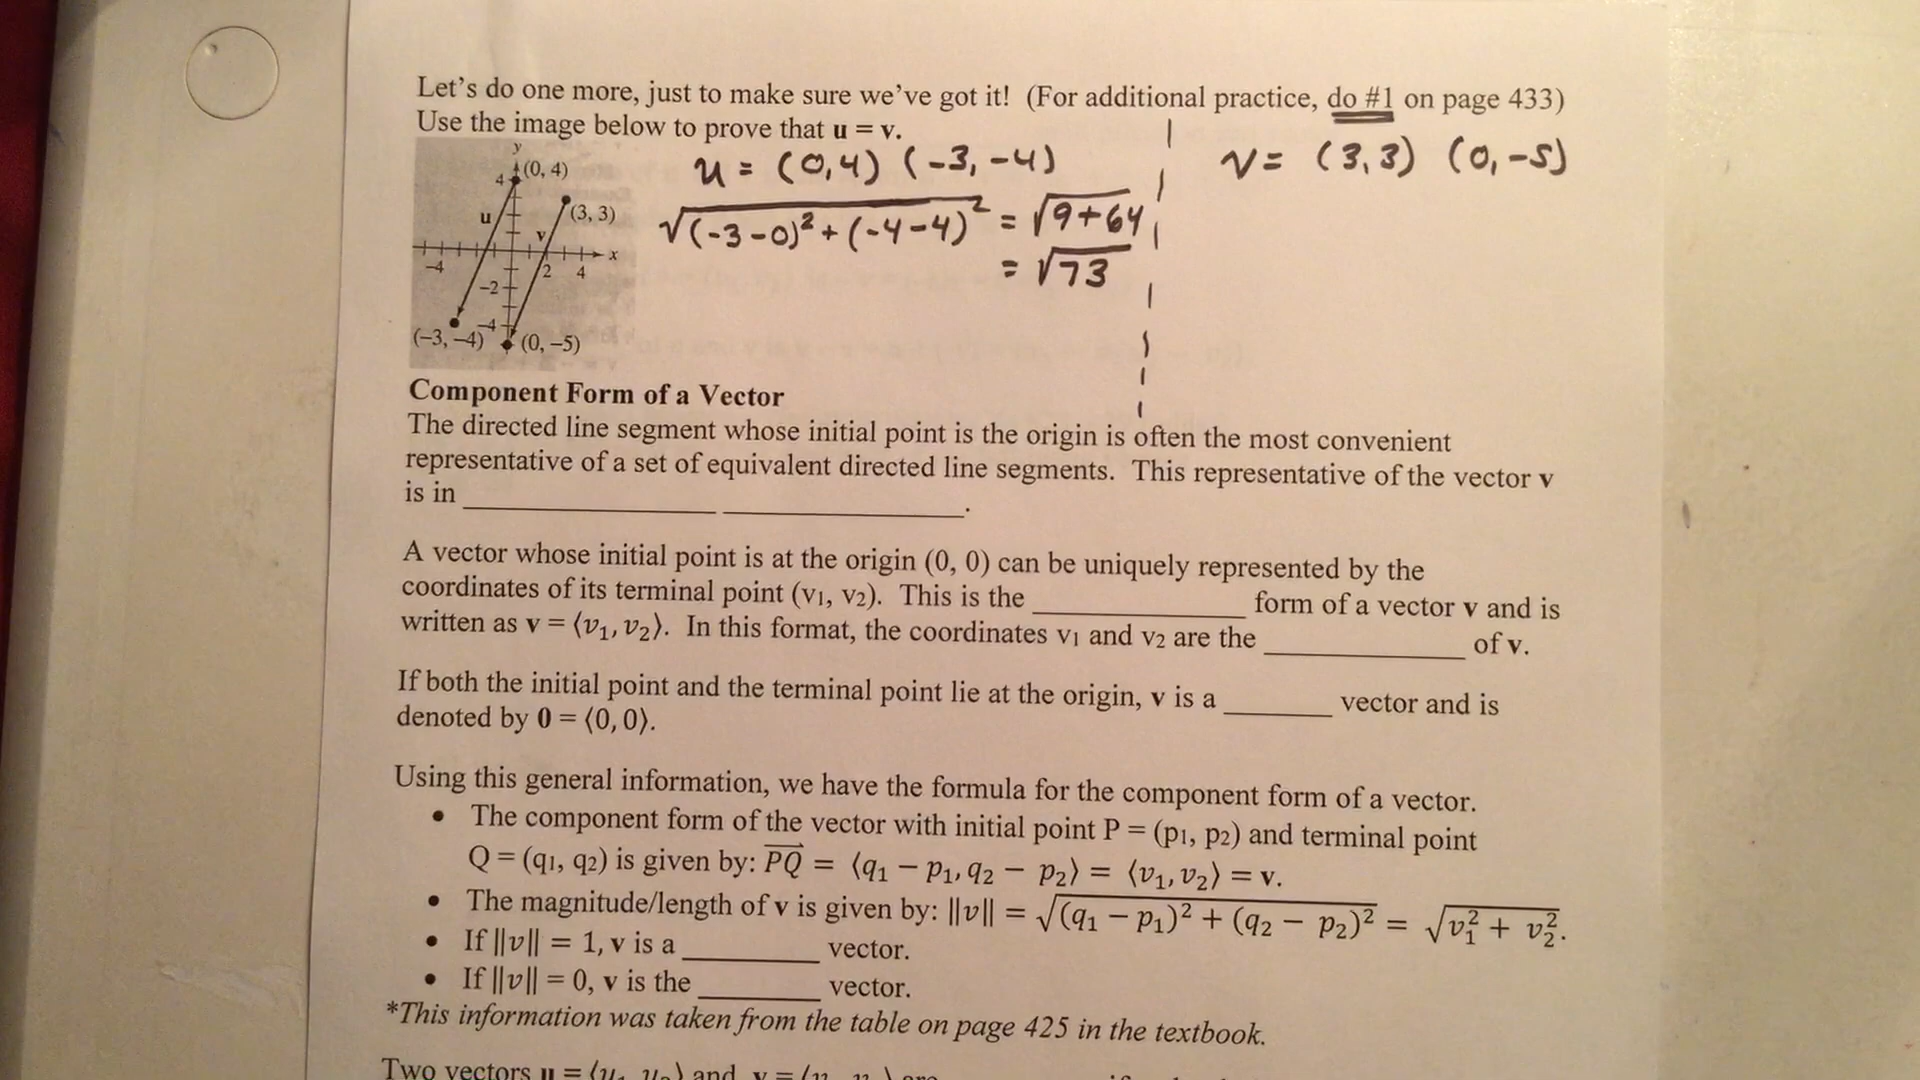 Let's do one more, just to make sure we've got it! (For additional practice, do #1 on page 433)
Use the image below to prove that u = v.
y
4 (0, 4)
u (3, 3)
v
x
-4 2 4
-2
(-3, -4) -4 (0, -5)
u = (0,4) (-3,-4)
√(-3-0)² + (-4-4)² = √9+64
= √73
v = (3,3) (0,-5)
Component Form of a Vector
The directed line segment whose initial point is the origin is often the most convenient
representative of a set of equivalent directed line segments. This representative of the vector v
is in ____________ ____________.
A vector whose initial point is at the origin (0, 0) can be uniquely represented by the
coordinates of its terminal point (v1, v2). This is the ____________ form of a vector v and is
written as v = ⟨v₁, v₂⟩. In this format, the coordinates v1 and v2 are the ____________ of v.
If both the initial point and the terminal point lie at the origin, v is a ______ vector and is
denoted by 0 = ⟨0, 0⟩.
Using this general information, we have the formula for the component form of a vector.
• The component form of the vector with initial point P = (p1, p2) and terminal point
Q = (q1, q2) is given by: PQ⃗ = ⟨q₁ − p₁, q₂ − p₂⟩ = ⟨v₁, v₂⟩ = v.
• The magnitude/length of v is given by: ||v|| = √(q₁ − p₁)² + (q₂ − p₂)² = √v₁² + v₂².
• If ||v|| = 1, v is a ________ vector.
• If ||v|| = 0, v is the ________ vector.
*This information was taken from the table on page 425 in the textbook.
Two vectors u = ⟨u₁, u₂⟩ and v =